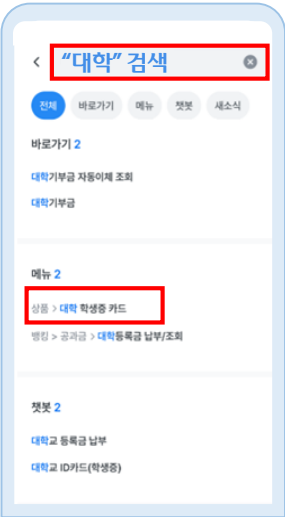 “대학” 검색
전체 바로가기 메뉴 챗봇 새소식
바로가기 2
대학기부금 자동이체 조회
대학기부금
메뉴 2
상품 > 대학 학생증 카드
뱅킹 > 공과금 > 대학등록금 납부/조회
챗봇 2
대학교 등록금 납부
대학교 ID카드(학생증)